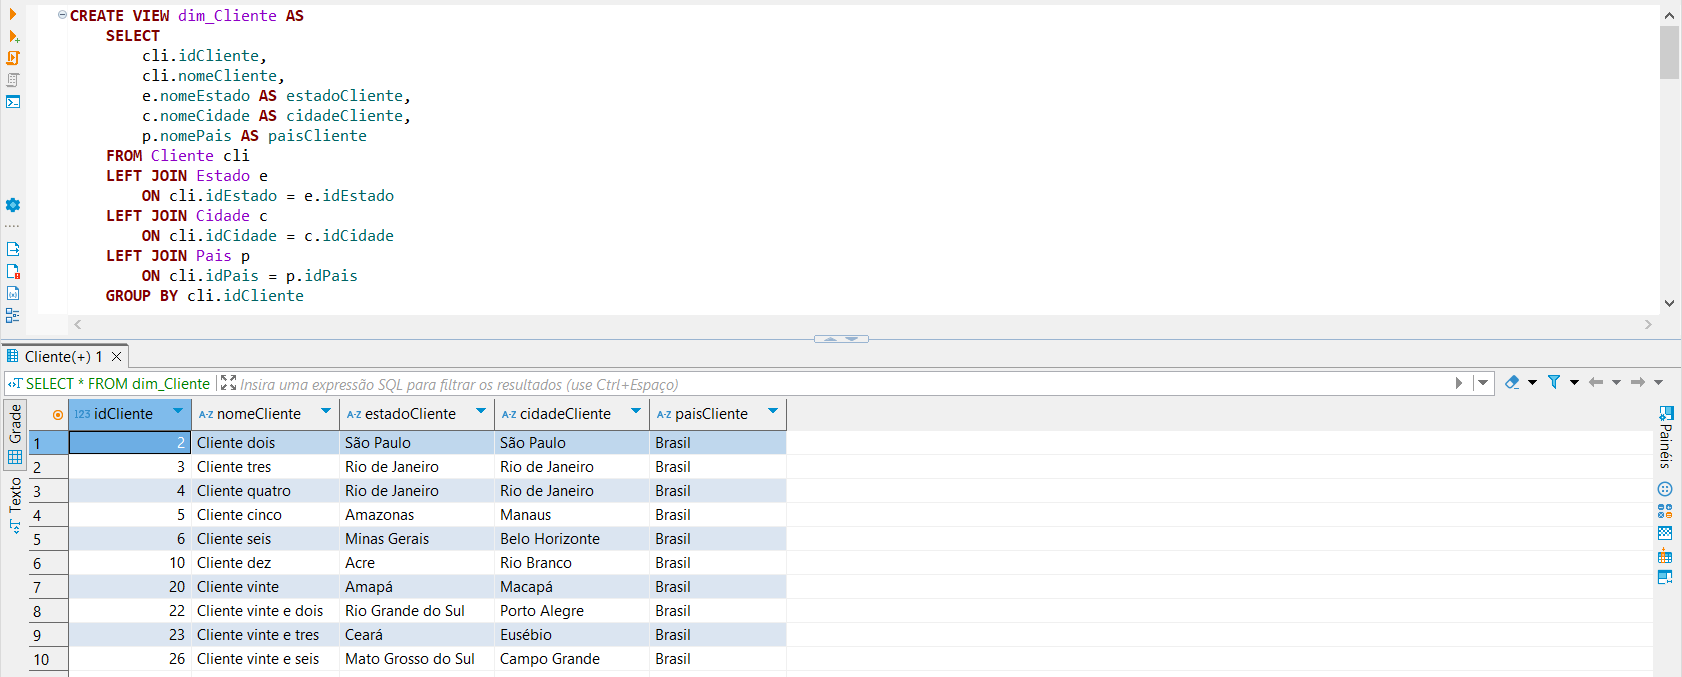 CREATE VIEW dim_Cliente AS
SELECT
cli.idCliente,
cli.nomeCliente,
e.nomeEstado AS estadoCliente,
c.nomeCidade AS cidadeCliente,
p.nomePais AS paisCliente
FROM Cliente cli
LEFT JOIN Estado e
ON cli.idEstado = e.idEstado
LEFT JOIN Cidade c
ON cli.idCidade = c.idCidade
LEFT JOIN Pais p
ON cli.idPais = p.idPais
GROUP BY cli.idCliente
Cliente(+) 1
SELECT * FROM dim_Cliente Insira uma expressão SQL para filtrar os resultados (use Ctrl+Espaço)
Grade
Texto
Painéis
123 idCliente A-Z nomeCliente A-Z estadoCliente A-Z cidadeCliente A-Z paisCliente
1 2 Cliente dois São Paulo São Paulo Brasil
2 3 Cliente tres Rio de Janeiro Rio de Janeiro Brasil
3 4 Cliente quatro Rio de Janeiro Rio de Janeiro Brasil
4 5 Cliente cinco Amazonas Manaus Brasil
5 6 Cliente seis Minas Gerais Belo Horizonte Brasil
6 10 Cliente dez Acre Rio Branco Brasil
7 20 Cliente vinte Amapá Macapá Brasil
8 22 Cliente vinte e dois Rio Grande do Sul Porto Alegre Brasil
9 23 Cliente vinte e tres Ceará Eusébio Brasil
10 26 Cliente vinte e seis Mato Grosso do Sul Campo Grande Brasil